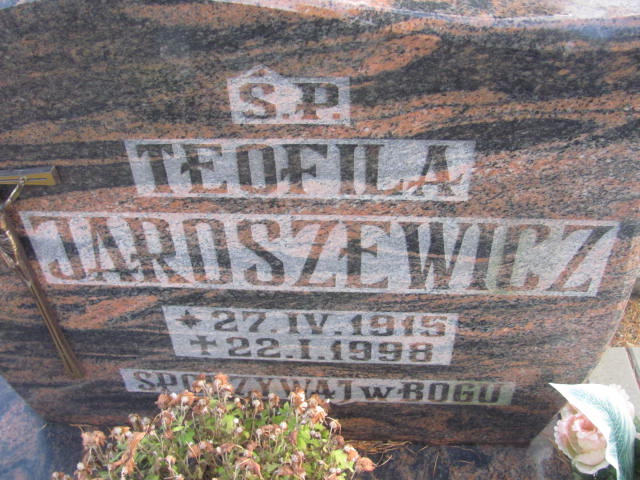 Ś.P.
TEOFILA
JAROSZEWICZ
* 27.IV.1915
+ 22.I.1998
SPOCZYWAJ w BOGU